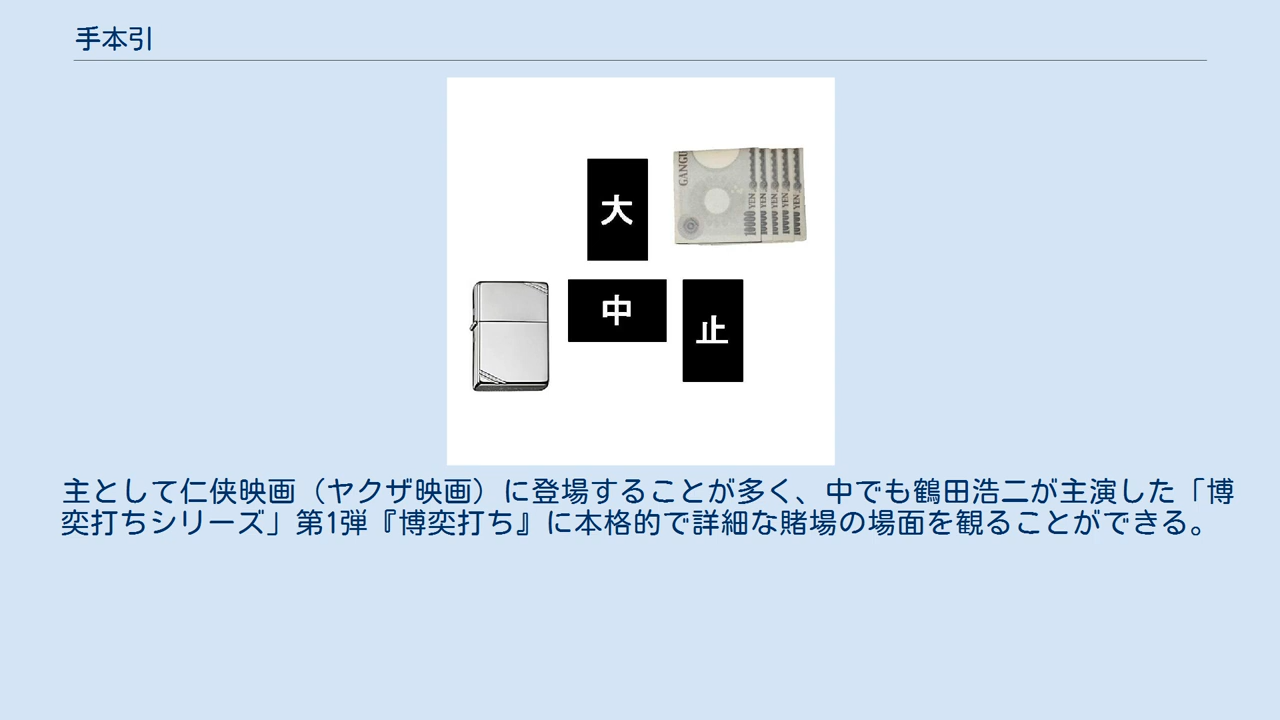 手本引
大
GANGU
10000 YEN
中
止
主として仁侠映画（ヤクザ映画）に登場することが多く、中でも鶴田浩二が主演した「博
奕打ちシリーズ」第1弾『博奕打ち』に本格的で詳細な賭場の場面を観ることができる。